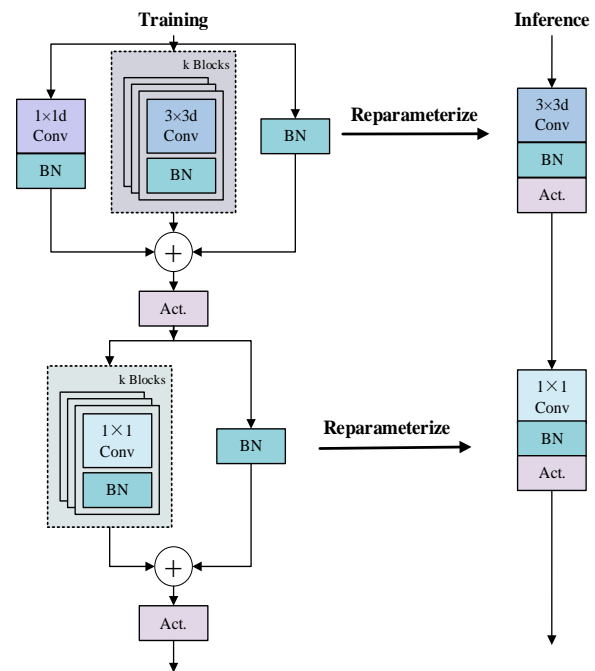 Training
Inference
k Blocks
1×1d
Conv
BN
3×3d
Conv
BN
BN
Reparameterize
3×3d
Conv
BN
Act.
+
Act.
k Blocks
1×1
Conv
BN
BN
Reparameterize
1×1
Conv
BN
Act.
+
Act.